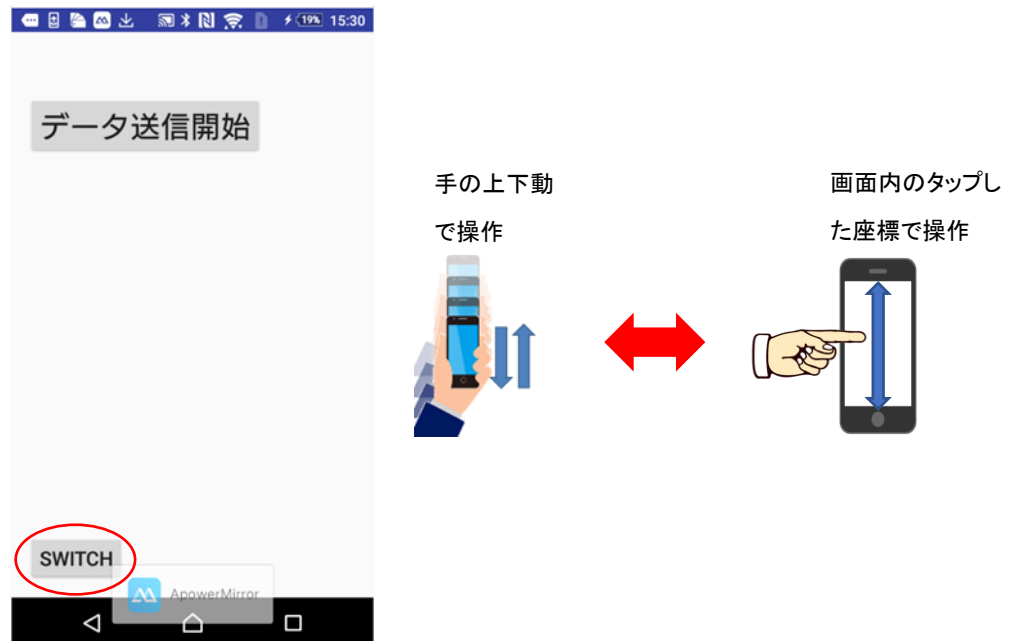 19% 15:30
データ送信開始
手の上下動
で操作
画面内のタップし
た座標で操作
SWITCH
ApowerMirror